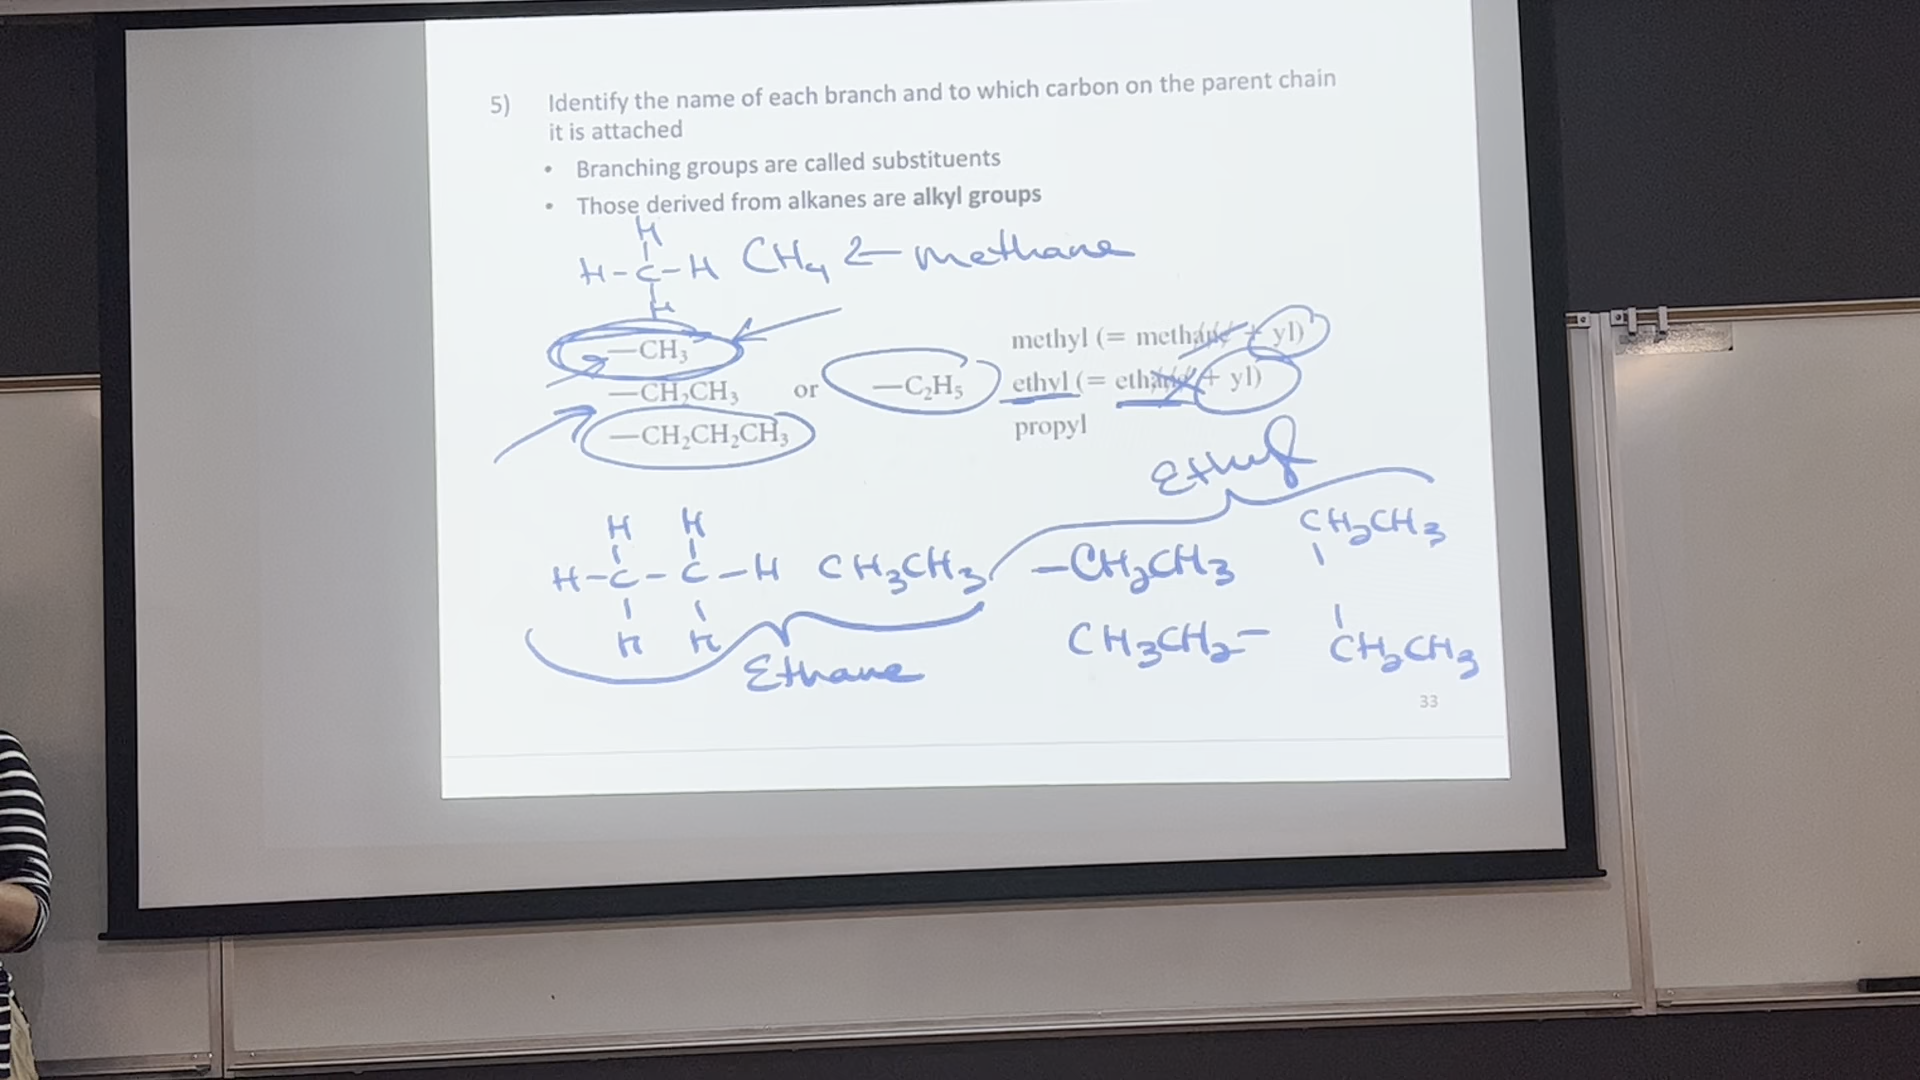 5) Identify the name of each branch and to which carbon on the parent chain
it is attached
• Branching groups are called substituents
• Those derived from alkanes are alkyl groups
H
H-C-H CH₄ ← methane
H
—CH₃ methyl (= methane + yl)
—CH₂CH₃ or —C₂H₅ ethyl (= ethane + yl)
—CH₂CH₂CH₃ propyl
Ethyl
H H CH₂CH₃
H-C-C-H CH₃CH₃ -CH₂CH₃
H H CH₃CH₂- CH₂CH₃
Ethane
33